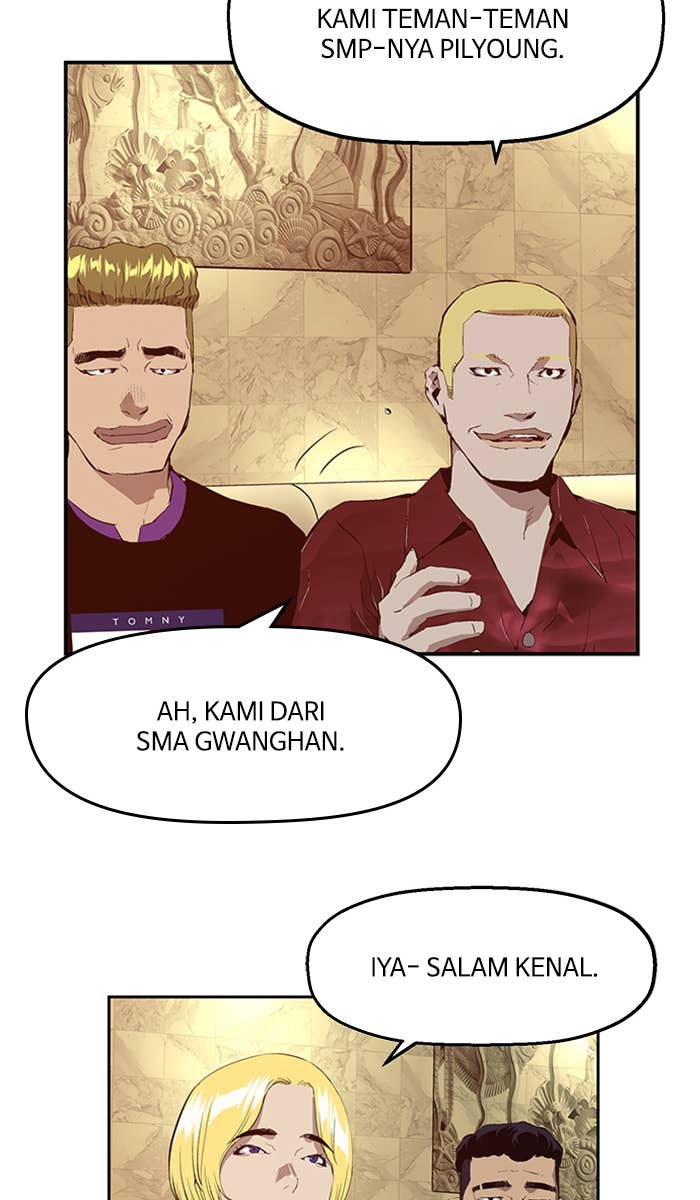 KAMI TEMAN-TEMAN
SMP-NYA PILYOUNG.
TOMNY
AH, KAMI DARI
SMA GWANGHAN.
IYA- SALAM KENAL.